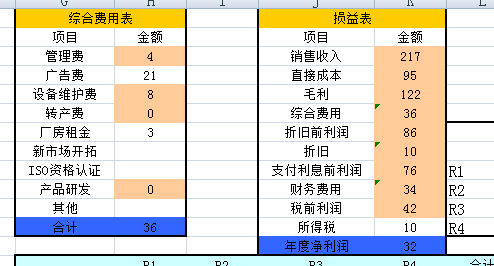 G H I J K L
综合费用表 损益表
项目 金额 项目 金额
管理费 4 销售收入 217
广告费 21 直接成本 95
设备维护费 8 毛利 122
转产费 0 综合费用 36
厂房租金 3 折旧前利润 86
新市场开拓 折旧 10
ISO资格认证 支付利息前利润 76 R1
产品研发 0 财务费用 34 R2
其他 税前利润 42 R3
合计 36 所得税 10 R4
年度净利润 32
R1 R2 R3 R4 合计